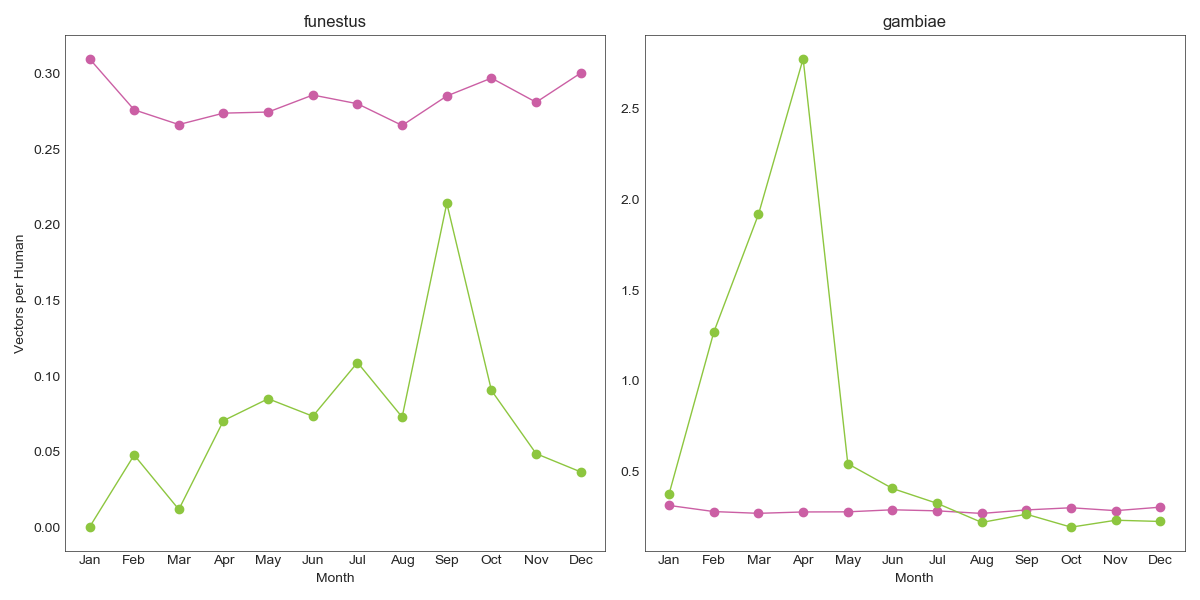 funestus
Vectors per Human
0.30
0.25
0.20
0.15
0.10
0.05
0.00
Jan Feb Mar Apr May Jun Jul Aug Sep Oct Nov Dec
Month
gambiae
2.5
2.0
1.5
1.0
0.5
Jan Feb Mar Apr May Jun Jul Aug Sep Oct Nov Dec
Month